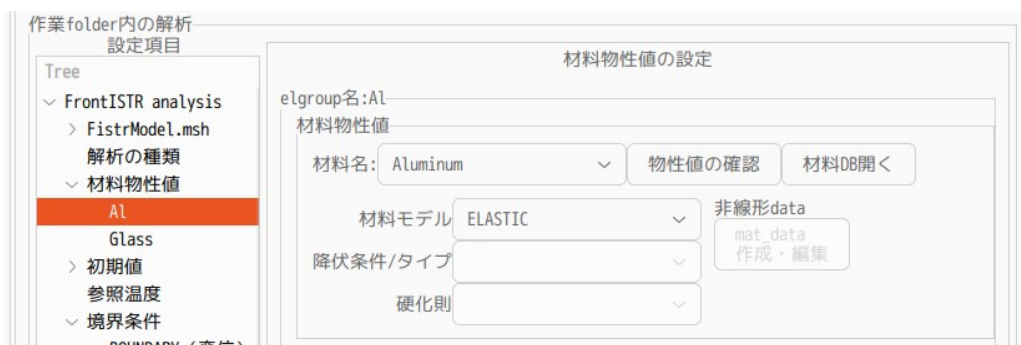 作業folder内の解析
設定項目
Tree
FrontISTR analysis
FistrModel.msh
解析の種類
材料物性値
Al
Glass
初期値
参照温度
境界条件
BOUNDARY(変位)
材料物性値の設定
elgroup名:Al
材料物性値
材料名: Aluminum 物性値の確認 材料DB開く
材料モデル ELASTIC
非線形data
mat_data
作成・編集
降伏条件/タイプ
硬化則